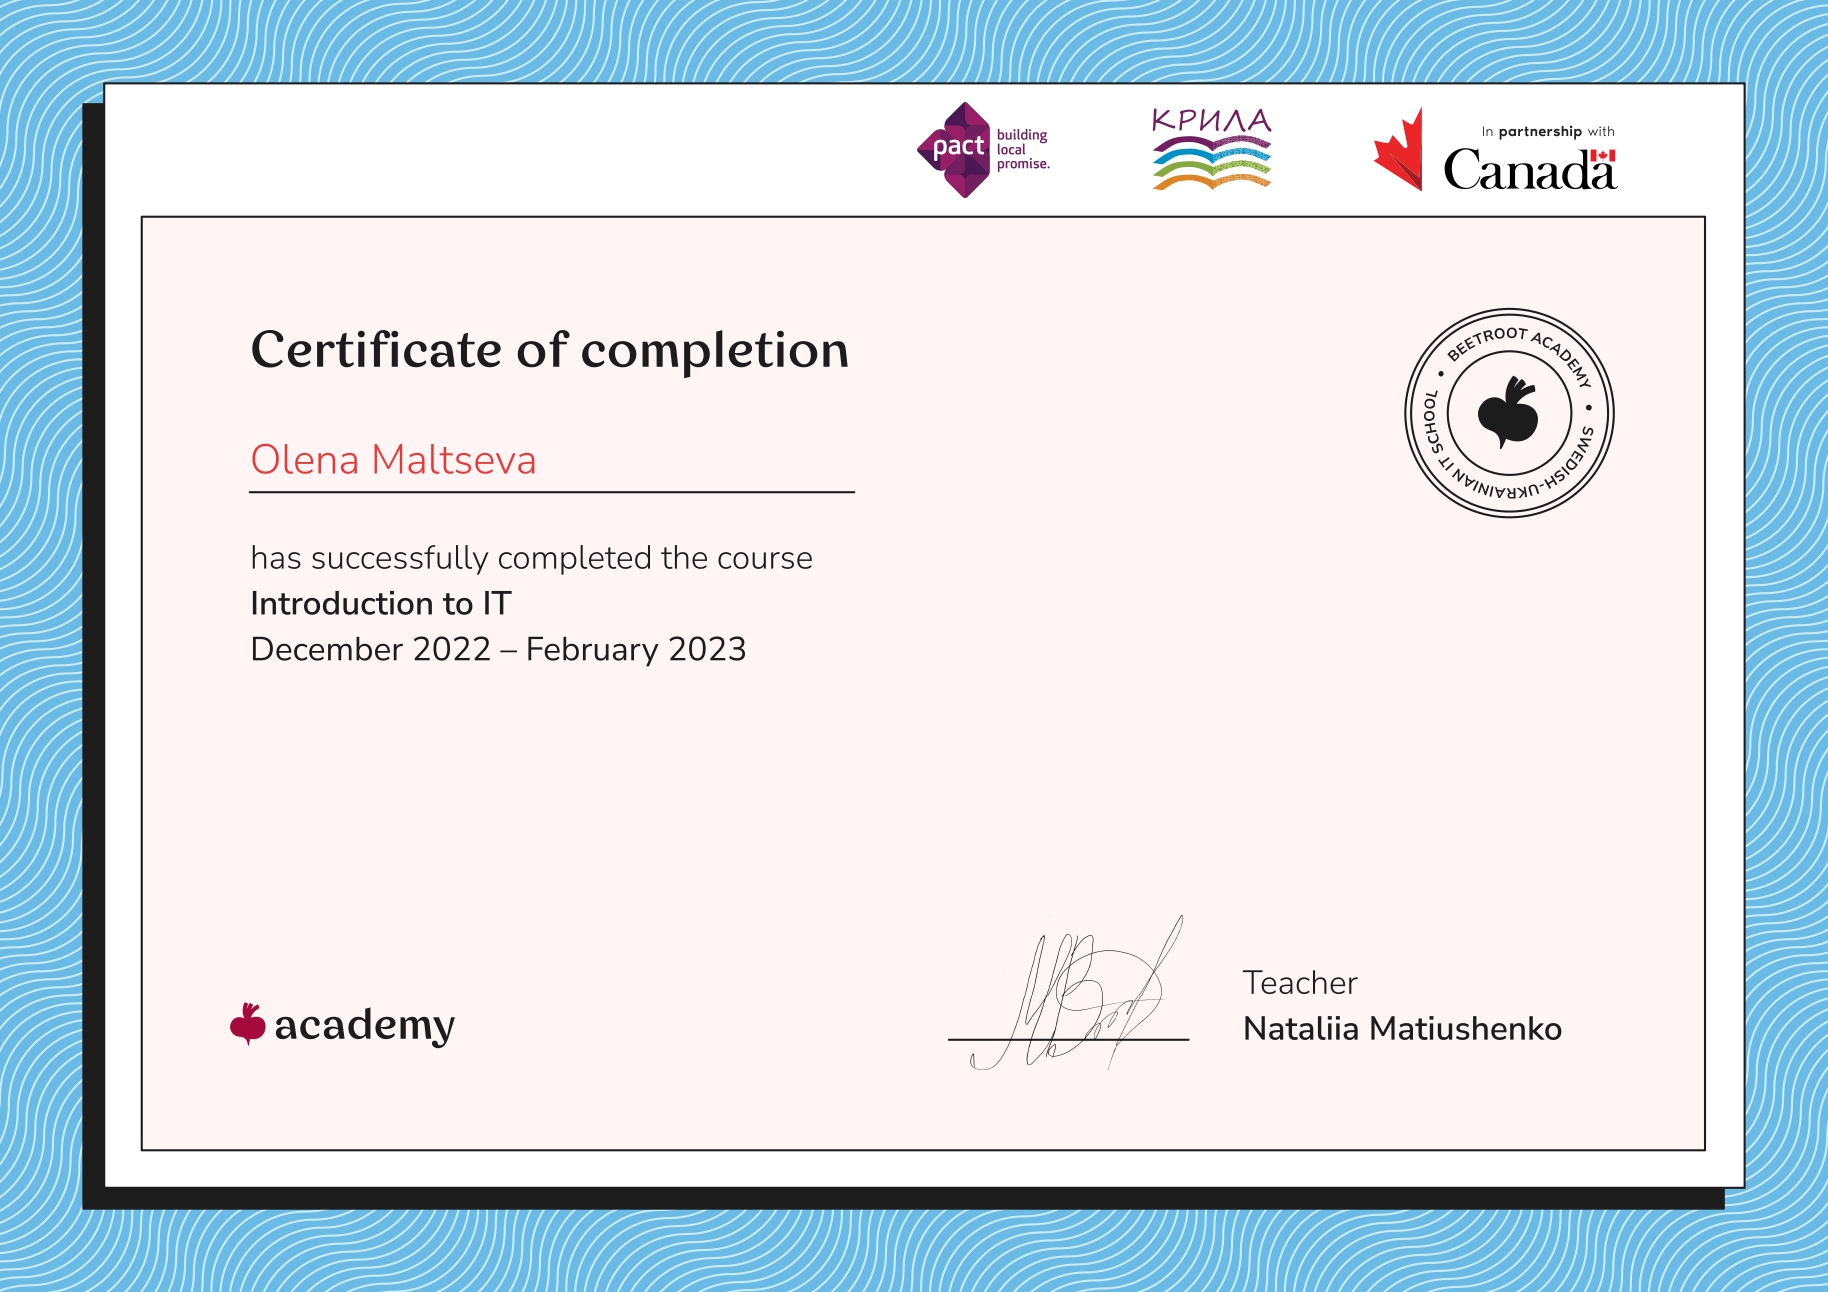 pact
building
local
promise.
КРИЛА
In partnership with
Canada
Certificate of completion
BEETROOT ACADEMY • SWEDISH-UKRAINIAN IT SCHOOL •
Olena Maltseva
has successfully completed the course
Introduction to IT
December 2022 – February 2023
academy
Teacher
Nataliia Matiushenko